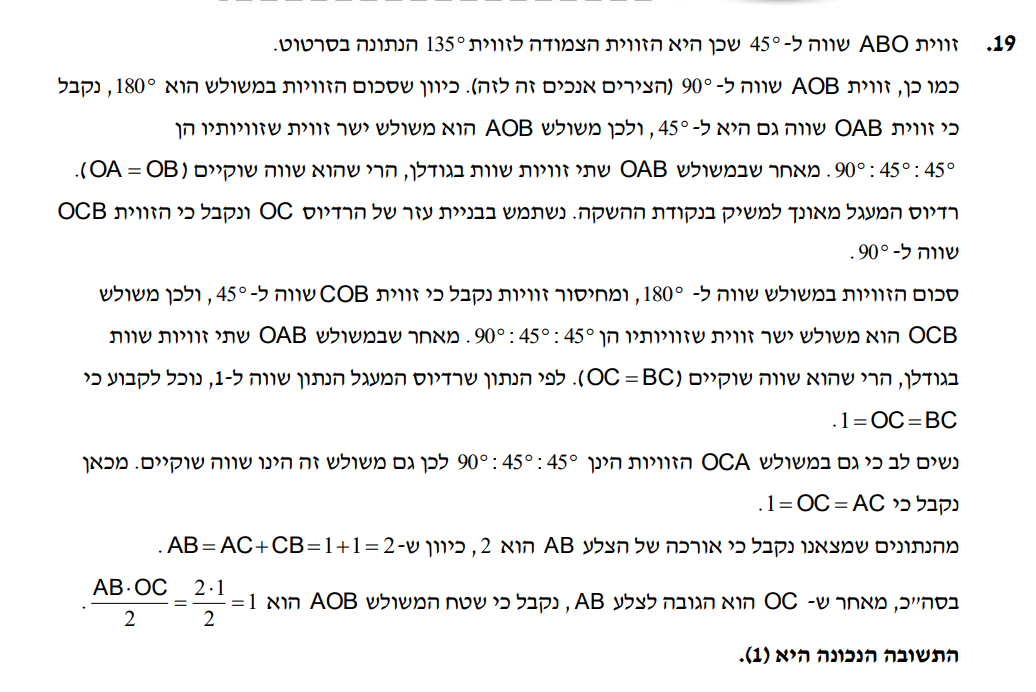 19. זווית ABO שווה ל- 45° שכן היא הזווית הצמודה לזווית 135° הנתונה בסרטוט.
כמו כן, זווית AOB שווה ל- 90° (הצירים אנכים זה לזה). כיוון שסכום הזוויות במשולש הוא 180°, נקבל
כי זווית OAB שווה גם היא ל- 45°, ולכן משולש AOB הוא משולש ישר זווית שזוויותיו הן
90° : 45° : 45°. מאחר שבמשולש OAB שתי זוויות שוות בגודלן, הרי שהוא שווה שוקיים (OA = OB).
רדיוס המעגל מאונך למשיק בנקודת ההשקה. נשתמש בבניית עזר של הרדיוס OC ונקבל כי הזווית OCB
שווה ל- 90°.
סכום הזוויות במשולש שווה ל- 180°, ומחיסור זוויות נקבל כי זווית COB שווה ל- 45°, ולכן משולש
OCB הוא משולש ישר זווית שזוויותיו הן 90° : 45° : 45°. מאחר שבמשולש OAB שתי זוויות שוות
בגודלן, הרי שהוא שווה שוקיים (OC = BC). לפי הנתון שרדיוס המעגל הנתון שווה ל-1, נוכל לקבוע כי
1 = OC = BC.
נשים לב כי גם במשולש OCA הזוויות הינן 90° : 45° : 45° לכן גם משולש זה הינו שווה שוקיים. מכאן
נקבל כי 1 = OC = AC.
מהנתונים שמצאנו נקבל כי אורכה של הצלע AB הוא 2, כיוון ש- AB = AC + CB = 1 + 1 = 2.
בסה״כ, מאחר ש- OC הוא הגובה לצלע AB, נקבל כי שטח המשולש AOB הוא AB·OC/2 = 2·1/2 = 1.
התשובה הנכונה היא (1).